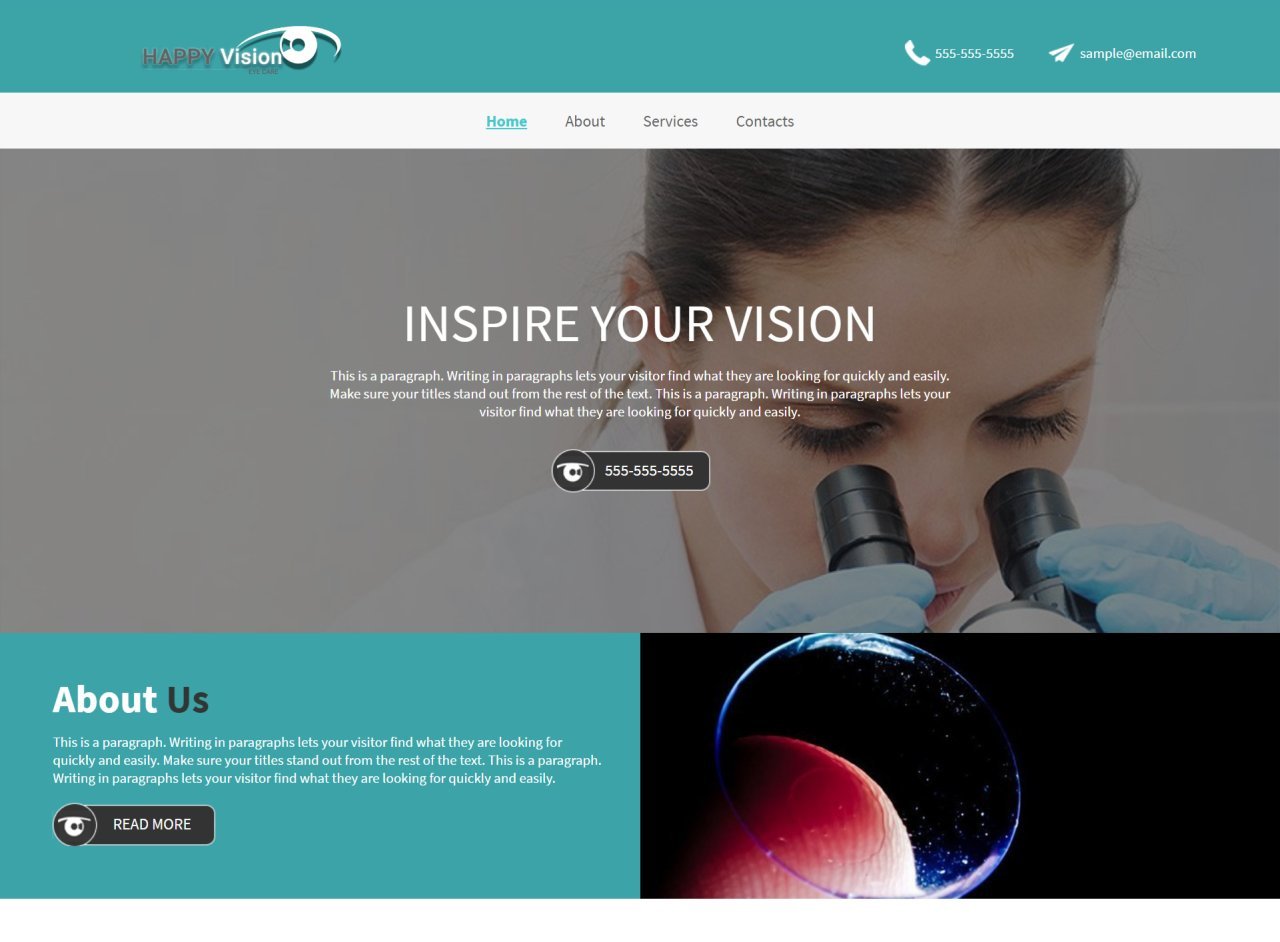 HAPPY Vision
EYE CARE
555-555-5555
sample@email.com
Home
About
Services
Contacts
INSPIRE YOUR VISION
This is a paragraph. Writing in paragraphs lets your visitor find what they are looking for quickly and easily.
Make sure your titles stand out from the rest of the text. This is a paragraph. Writing in paragraphs lets your
visitor find what they are looking for quickly and easily.
555-555-5555
About Us
This is a paragraph. Writing in paragraphs lets your visitor find what they are looking for
quickly and easily. Make sure your titles stand out from the rest of the text. This is a paragraph.
Writing in paragraphs lets your visitor find what they are looking for quickly and easily.
READ MORE